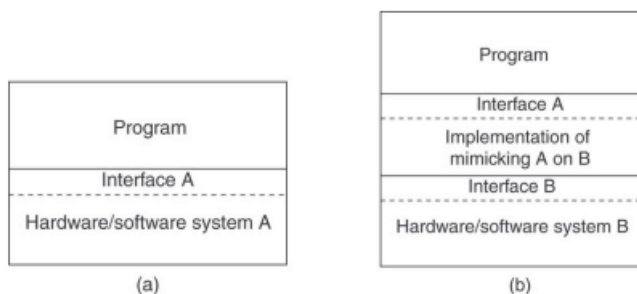 Program
Interface A
Hardware/software system A
(a)
Program
Interface A
Implementation of
mimicking A on B
Interface B
Hardware/software system B
(b)